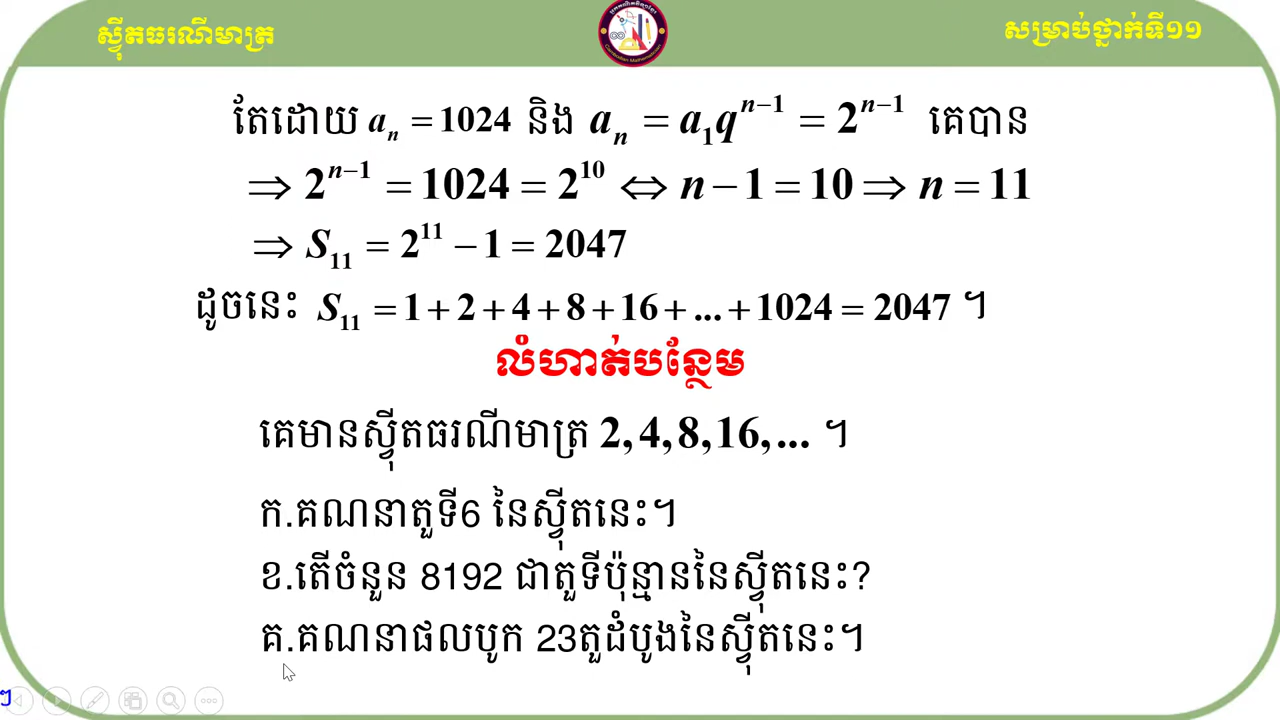 ស្វ៊ីតធរណីមាត្រ
សម្រាប់ថ្នាក់ទី១១
តែដោយ aₙ = 1024 និង aₙ = a₁qⁿ⁻¹ = 2ⁿ⁻¹ គេបាន
⇒ 2ⁿ⁻¹ = 1024 = 2¹⁰ ⇔ n − 1 = 10 ⇒ n = 11
⇒ S₁₁ = 2¹¹ − 1 = 2047
ដូចនេះ S₁₁ = 1 + 2 + 4 + 8 + 16 + ... + 1024 = 2047 ។
លំហាត់បន្ថែម
គេមានស្វ៊ីតធរណីមាត្រ 2, 4, 8, 16, ... ។
ក.គណនាតួទី6 នៃស្វ៊ីតនេះ។
ខ.តើចំនួន 8192 ជាតួទីប៉ុន្មាននៃស្វ៊ីតនេះ?
គ.គណនាផលបូក 23តួដំបូងនៃស្វ៊ីតនេះ។